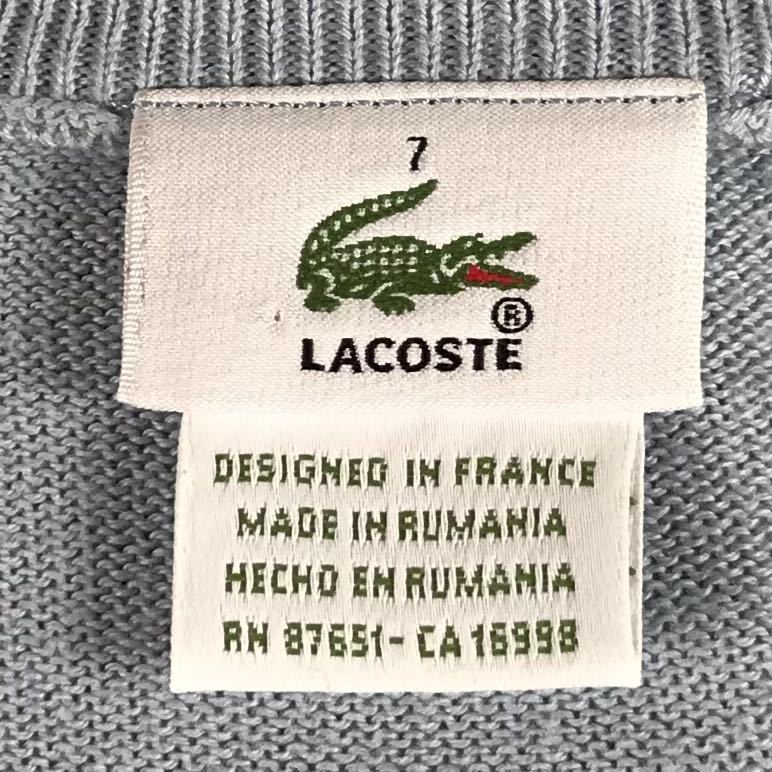 7
®
LACOSTE
DESIGNED IN FRANCE
MADE IN RUMANIA
HECHO EN RUMANIA
RN 87651 - CA 16998